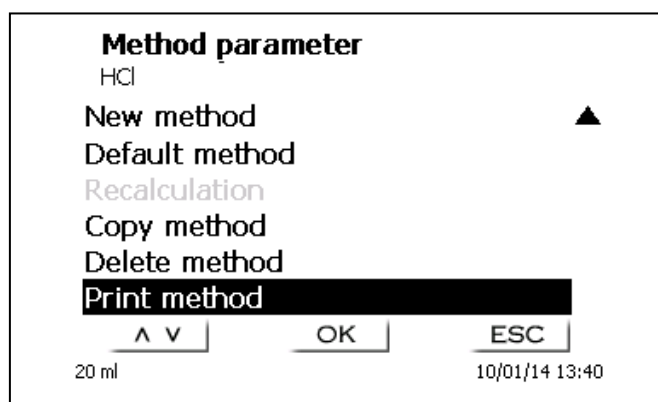 Method parameter
HCl
New method
Default method
Recalculation
Copy method
Delete method
Print method
∧ ∨ OK ESC
20 ml 10/01/14 13:40